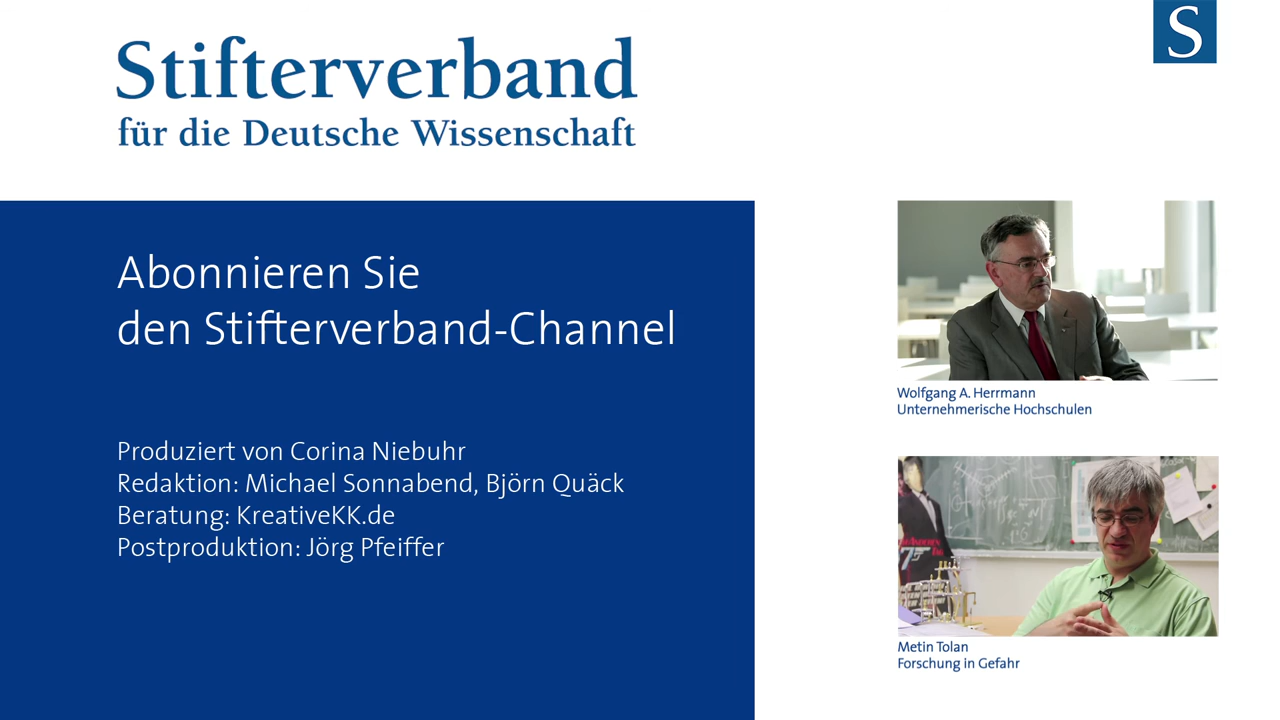 Stifterverband
für die Deutsche Wissenschaft
S
Abonnieren Sie
den Stifterverband-Channel
Produziert von Corina Niebuhr
Redaktion: Michael Sonnabend, Björn Quäck
Beratung: KreativeKK.de
Postproduktion: Jörg Pfeiffer
Wolfgang A. Herrmann
Unternehmerische Hochschulen
Metin Tolan
Forschung in Gefahr